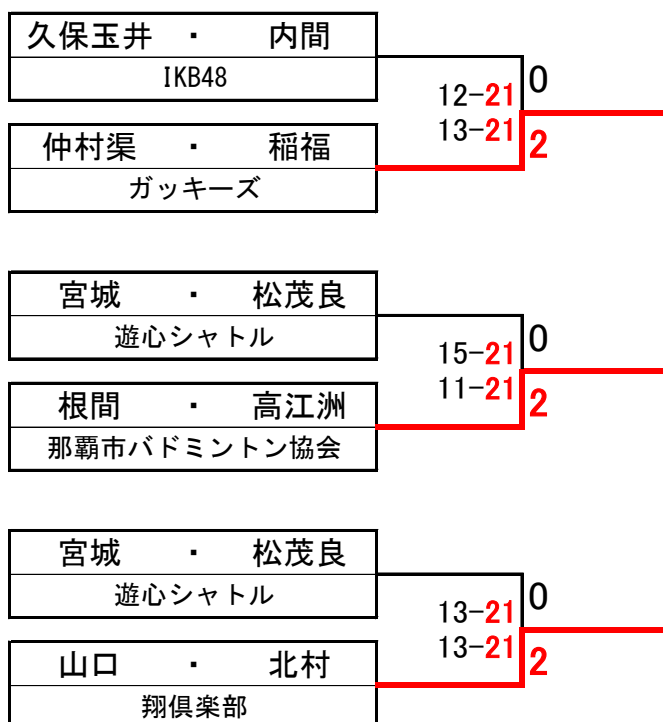 久保玉井 ・ 内間
IKB48
12-21
13-21
0
2
仲村渠 ・ 稲福
ガッキーズ
宮城 ・ 松茂良
遊心シャトル
15-21
11-21
0
2
根間 ・ 高江洲
那覇市バドミントン協会
宮城 ・ 松茂良
遊心シャトル
13-21
13-21
0
2
山口 ・ 北村
翔倶楽部